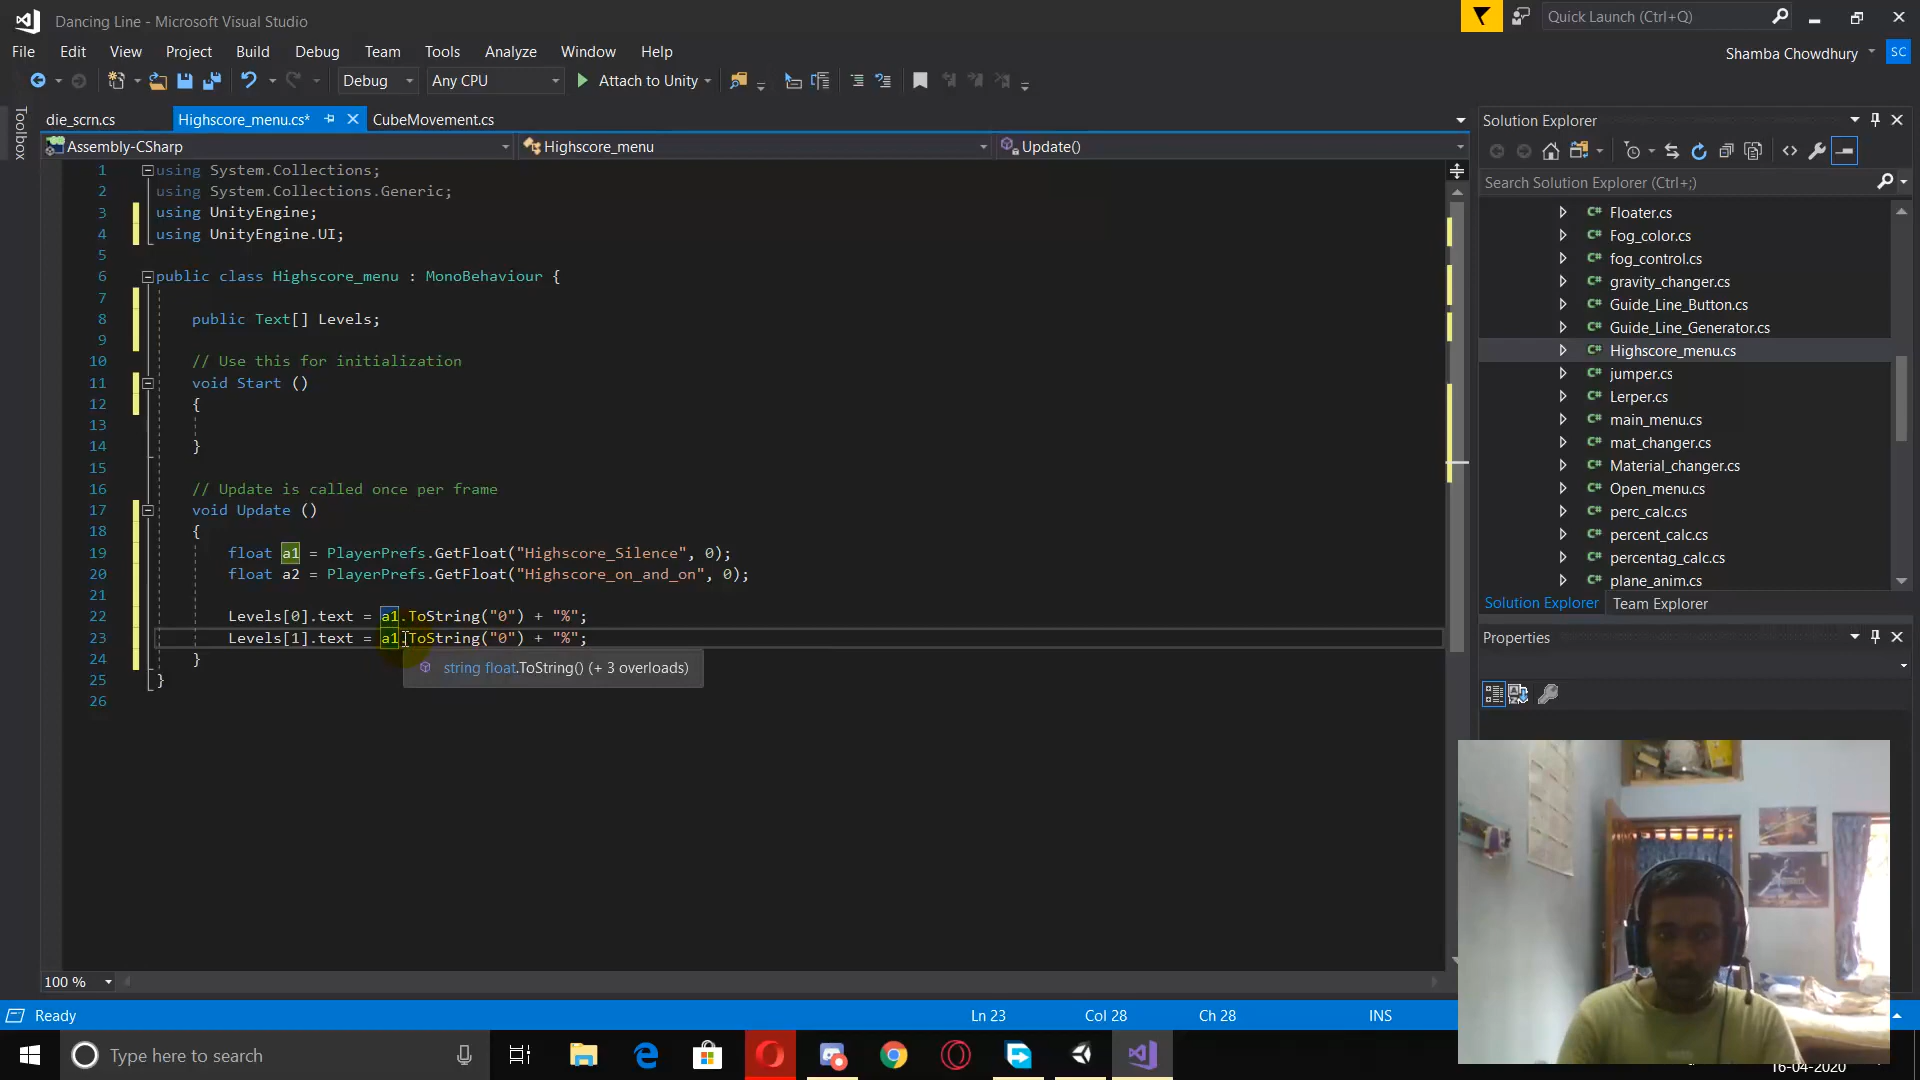 Dancing Line - Microsoft Visual Studio
Quick Launch (Ctrl+Q)
File Edit View Project Build Debug Team Tools Analyze Window Help
Shamba Chowdhury SC
Debug Any CPU Attach to Unity
Toolbox
die_scrn.cs Highscore_menu.cs* CubeMovement.cs
Assembly-CSharp Highscore_menu Update()
1 using System.Collections;
2 using System.Collections.Generic;
3 using UnityEngine;
4 using UnityEngine.UI;
5
6 public class Highscore_menu : MonoBehaviour {
7
8 public Text[] Levels;
9
10 // Use this for initialization
11 void Start ()
12 {
13
14 }
15
16 // Update is called once per frame
17 void Update ()
18 {
19 float a1 = PlayerPrefs.GetFloat("Highscore_Silence", 0);
20 float a2 = PlayerPrefs.GetFloat("Highscore_on_and_on", 0);
21
22 Levels[0].text = a1.ToString("0") + "%";
23 Levels[1].text = a1.ToString("0") + "%";
24 }
string float.ToString() (+ 3 overloads)
25 }
26
100 %
Solution Explorer
Search Solution Explorer (Ctrl+;)
C# Floater.cs
C# Fog_color.cs
C# fog_control.cs
C# gravity_changer.cs
C# Guide_Line_Button.cs
C# Guide_Line_Generator.cs
C# Highscore_menu.cs
C# jumper.cs
C# Lerper.cs
C# main_menu.cs
C# mat_changer.cs
C# Material_changer.cs
C# Open_menu.cs
C# perc_calc.cs
C# percent_calc.cs
C# percentag_calc.cs
C# plane_anim.cs
Solution Explorer Team Explorer
Properties
Ready Ln 23 Col 28 Ch 28 INS
Type here to search
16-04-2020